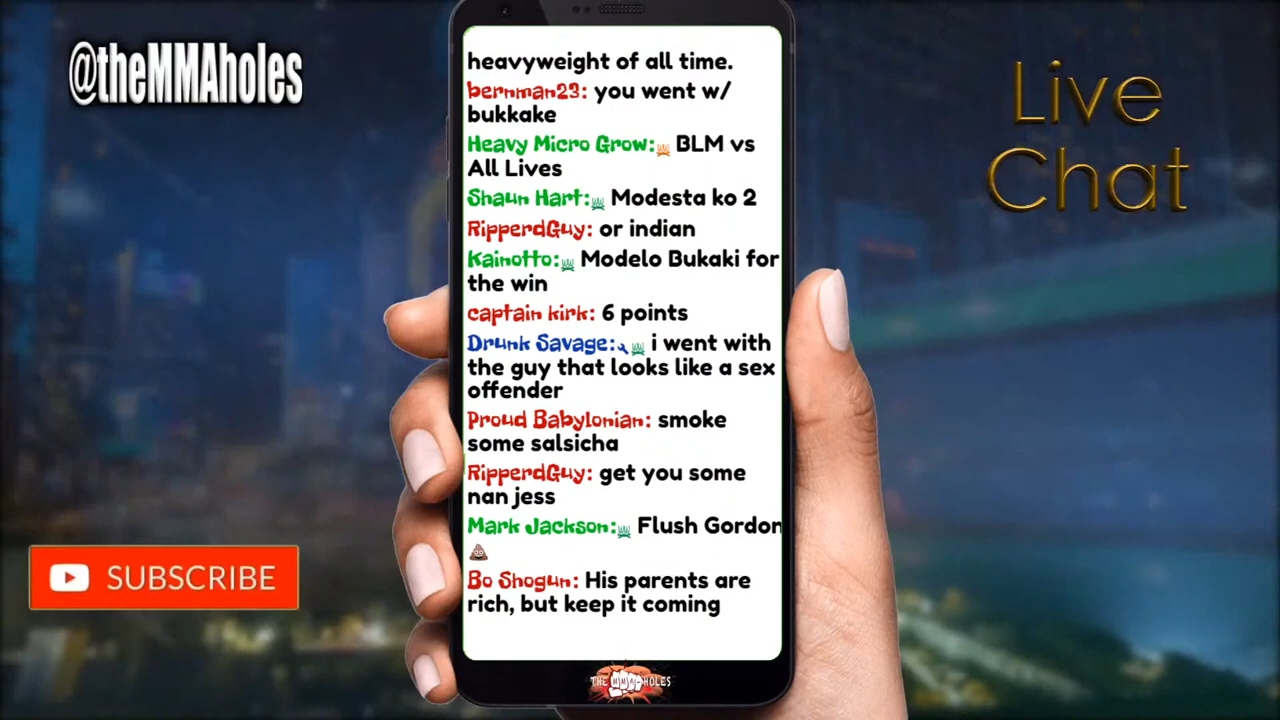 @theMMAholes
heavyweight of all time.
bernman23: you went w/
bukkake
Heavy Micro Grow: BLM vs
All Lives
Shaun Hart: Modesta ko 2
RipperdGuy: or indian
Kainotto: Modelo Bukaki for
the win
captain kirk: 6 points
Drunk Savage: i went with
the guy that looks like a sex
offender
Proud Babylonian: smoke
some salsicha
RipperdGuy: get you some
nan jess
Mark Jackson: Flush Gordon
💩
Bo Shogun: His parents are
rich, but keep it coming
THE MMA-HOLES
Live
Chat
SUBSCRIBE